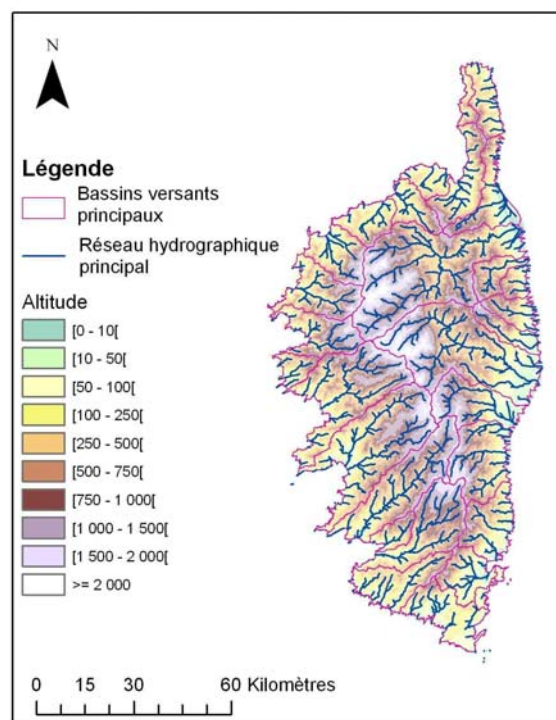 N
Légende
Bassins versants
principaux
Réseau hydrographique
principal
Altitude
[0 - 10[
[10 - 50[
[50 - 100[
[100 - 250[
[250 - 500[
[500 - 750[
[750 - 1 000[
[1 000 - 1 500[
[1 500 - 2 000[
>= 2 000
0 15 30 60 Kilomètres